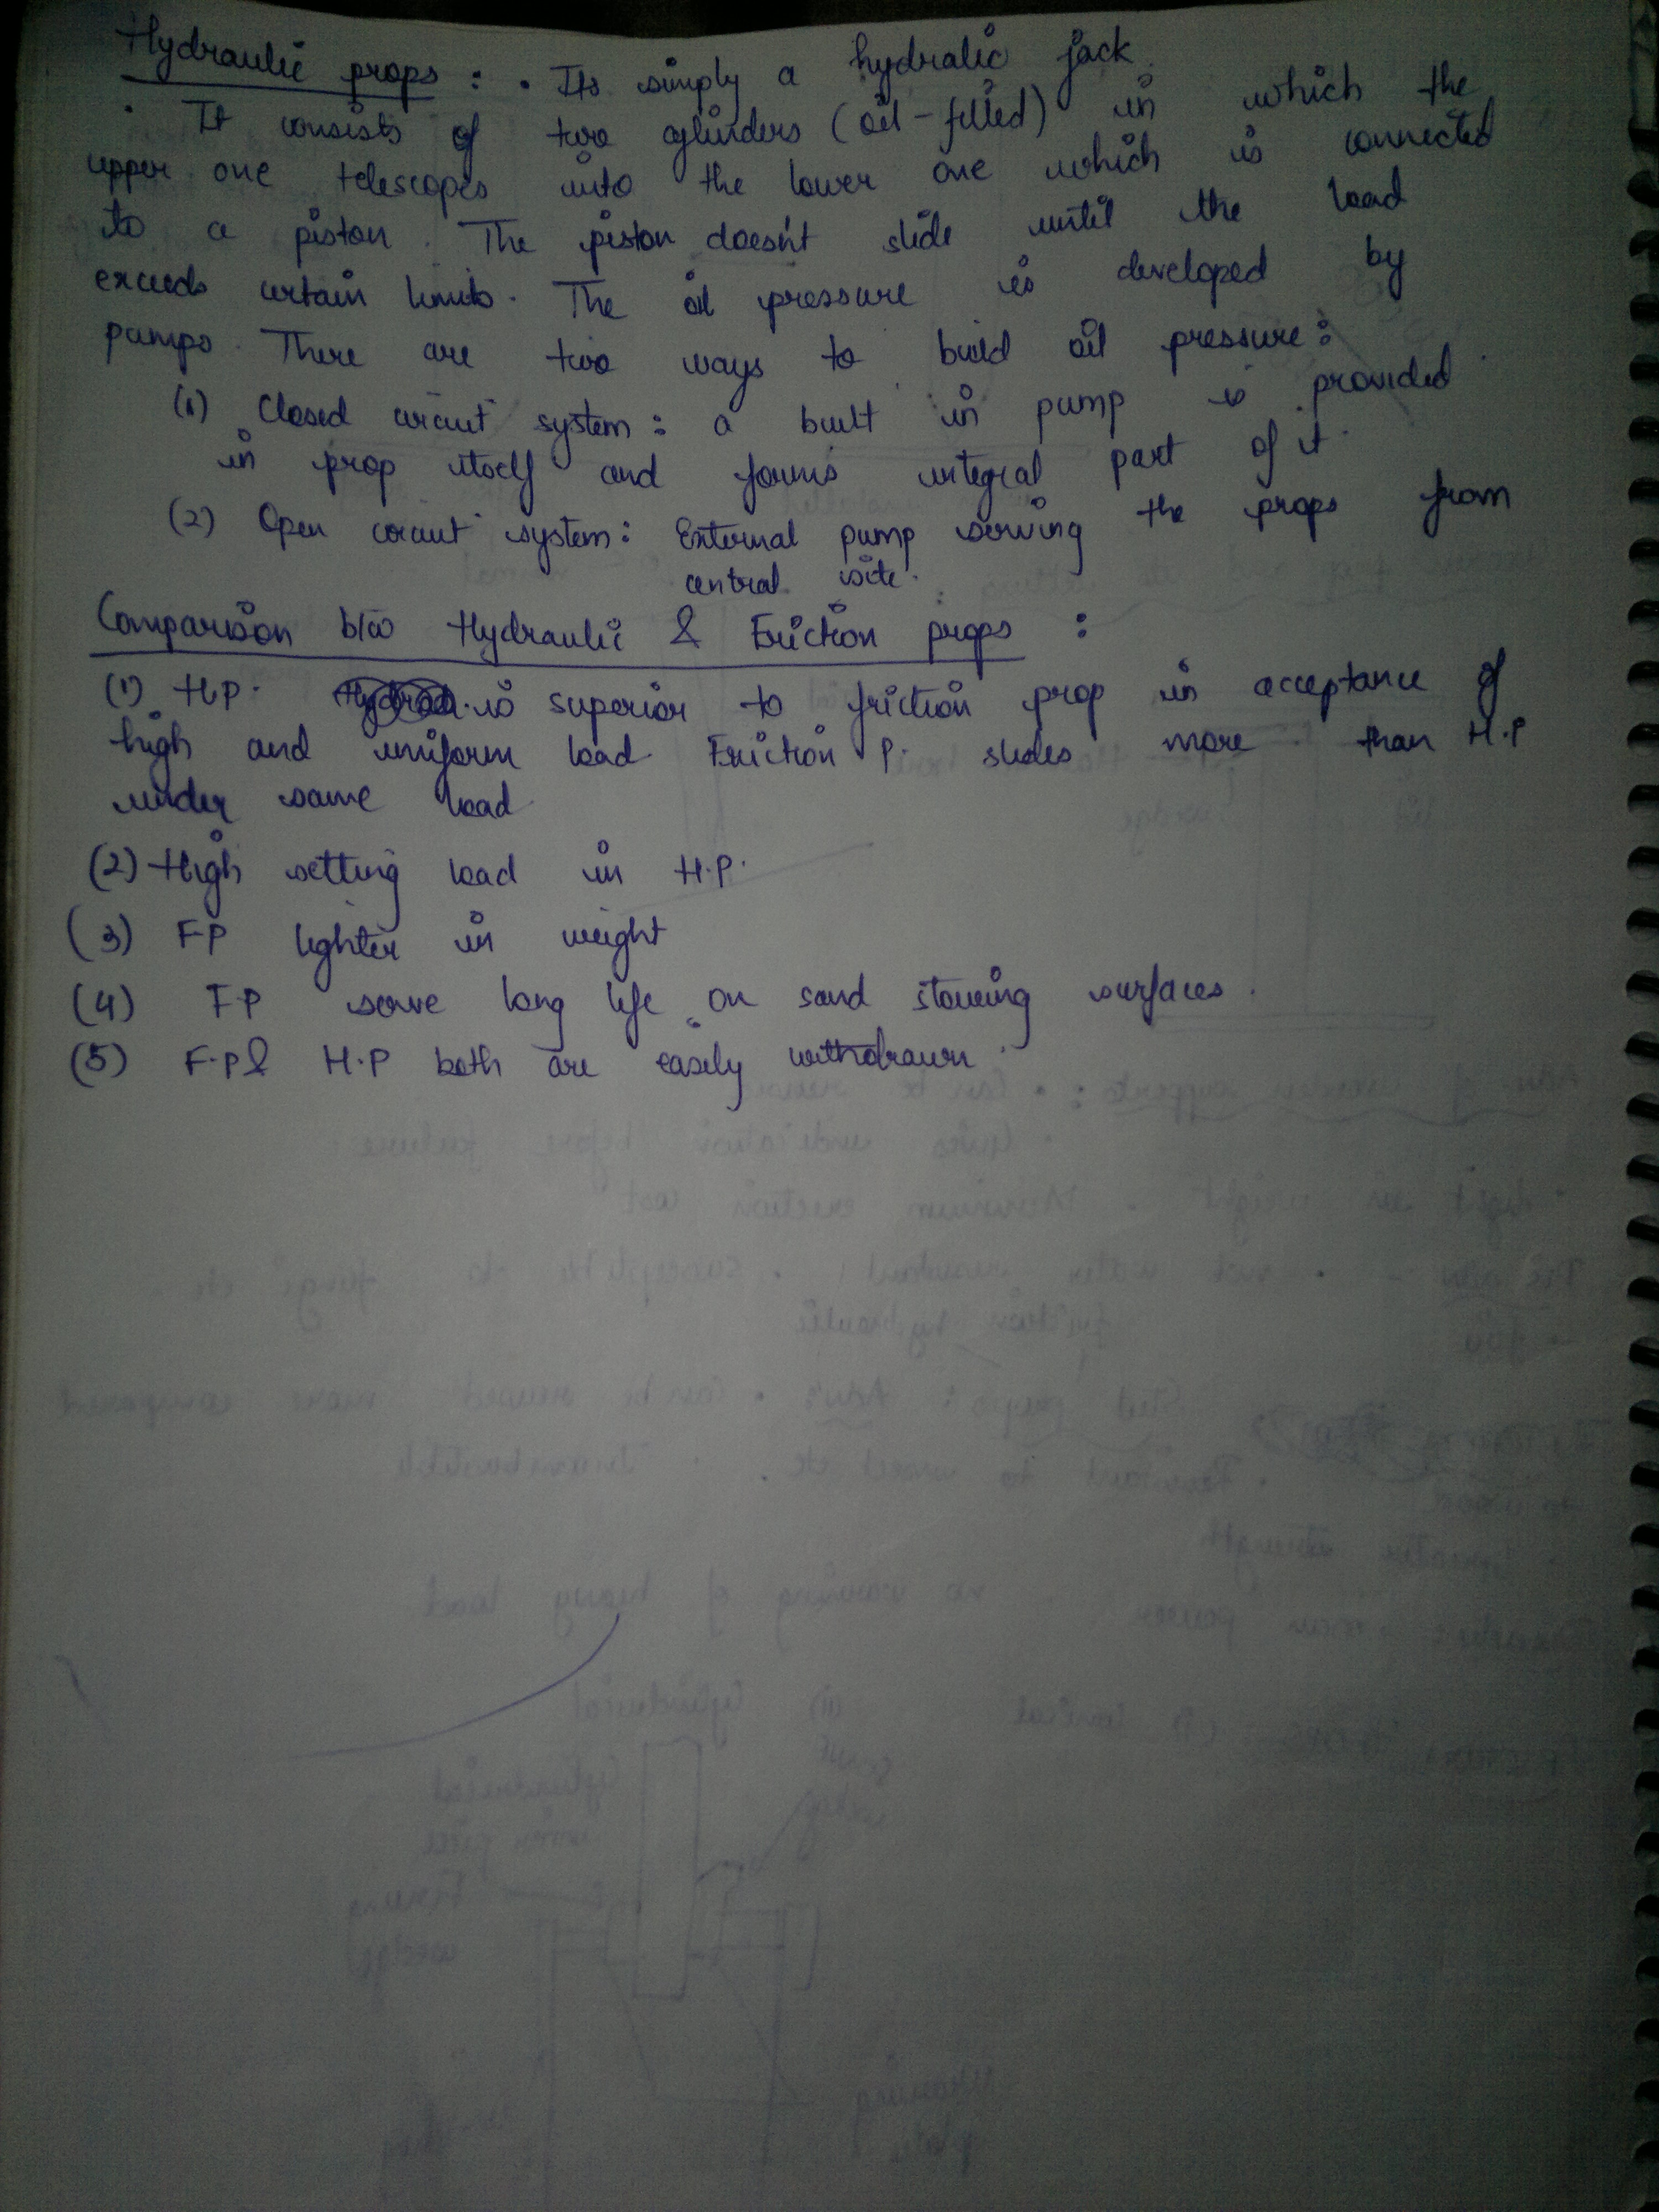 Hydraulic props : • Its simply a hydralic jack.
• It consists of two cylinders (oil-filled) in which the
upper one telescopes into the lower one which is connected
to a piston. The piston doesn't slide until the load
exceeds certain limits. The oil pressure is developed by
pumps. There are two ways to build oil pressure :
(1) Closed circuit system : a built in pump is provided
in prop itself and forms integral part of it.
(2) Open circuit system : External pump serving the props from
central site.
Comparison b/w Hydraulic & Friction props :
(1) H.P. is superior to friction prop in acceptance of
high and uniform load. Friction P. slides more than H.P
under same load
(2) High setting load in H.P.
(3) F.P lighter in weight
(4) F.P serve long life on sand stowing surfaces.
(5) F.P & H.P both are easily withdrawn.